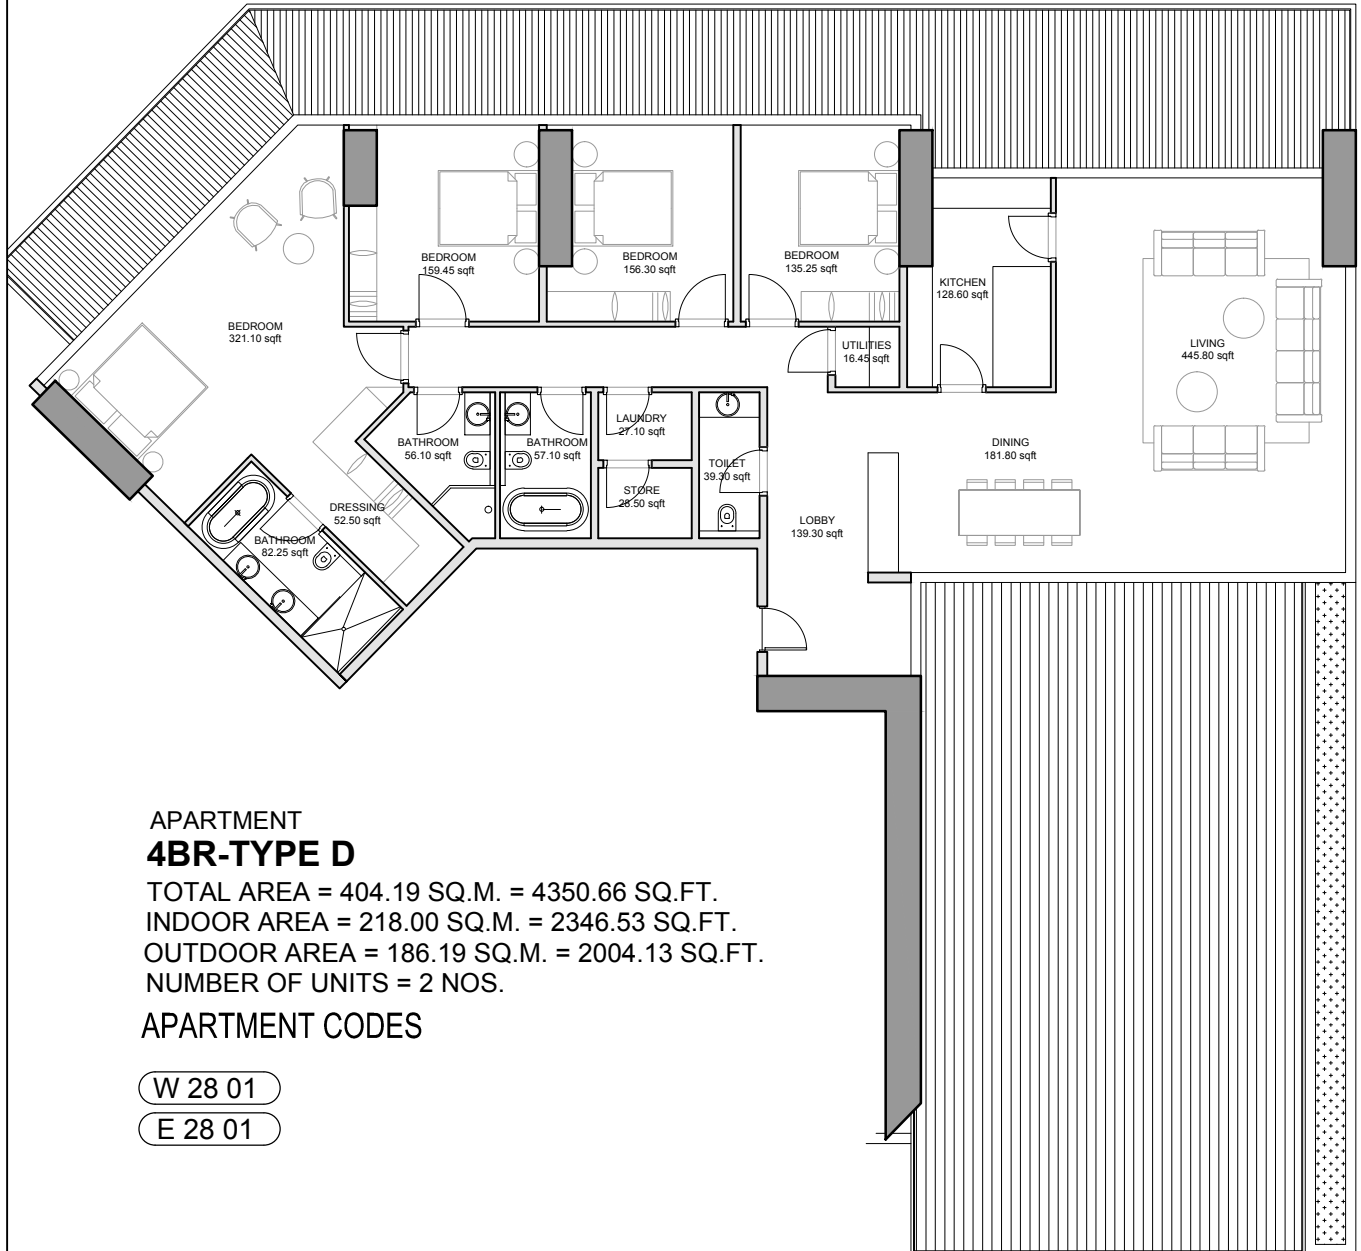 BEDROOM
159.45 sqft
BEDROOM
156.30 sqft
BEDROOM
135.25 sqft
KITCHEN
128.60 sqft
BEDROOM
321.10 sqft
UTILITIES
16.45 sqft
LIVING
445.80 sqft
BATHROOM
56.10 sqft
BATHROOM
57.10 sqft
LAUNDRY
27.10 sqft
TOILET
39.30 sqft
DINING
181.80 sqft
STORE
28.50 sqft
DRESSING
52.50 sqft
LOBBY
139.30 sqft
BATHROOM
82.25 sqft
APARTMENT
4BR-TYPE D
TOTAL AREA = 404.19 SQ.M. = 4350.66 SQ.FT.
INDOOR AREA = 218.00 SQ.M. = 2346.53 SQ.FT.
OUTDOOR AREA = 186.19 SQ.M. = 2004.13 SQ.FT.
NUMBER OF UNITS = 2 NOS.
APARTMENT CODES
W 28 01
E 28 01